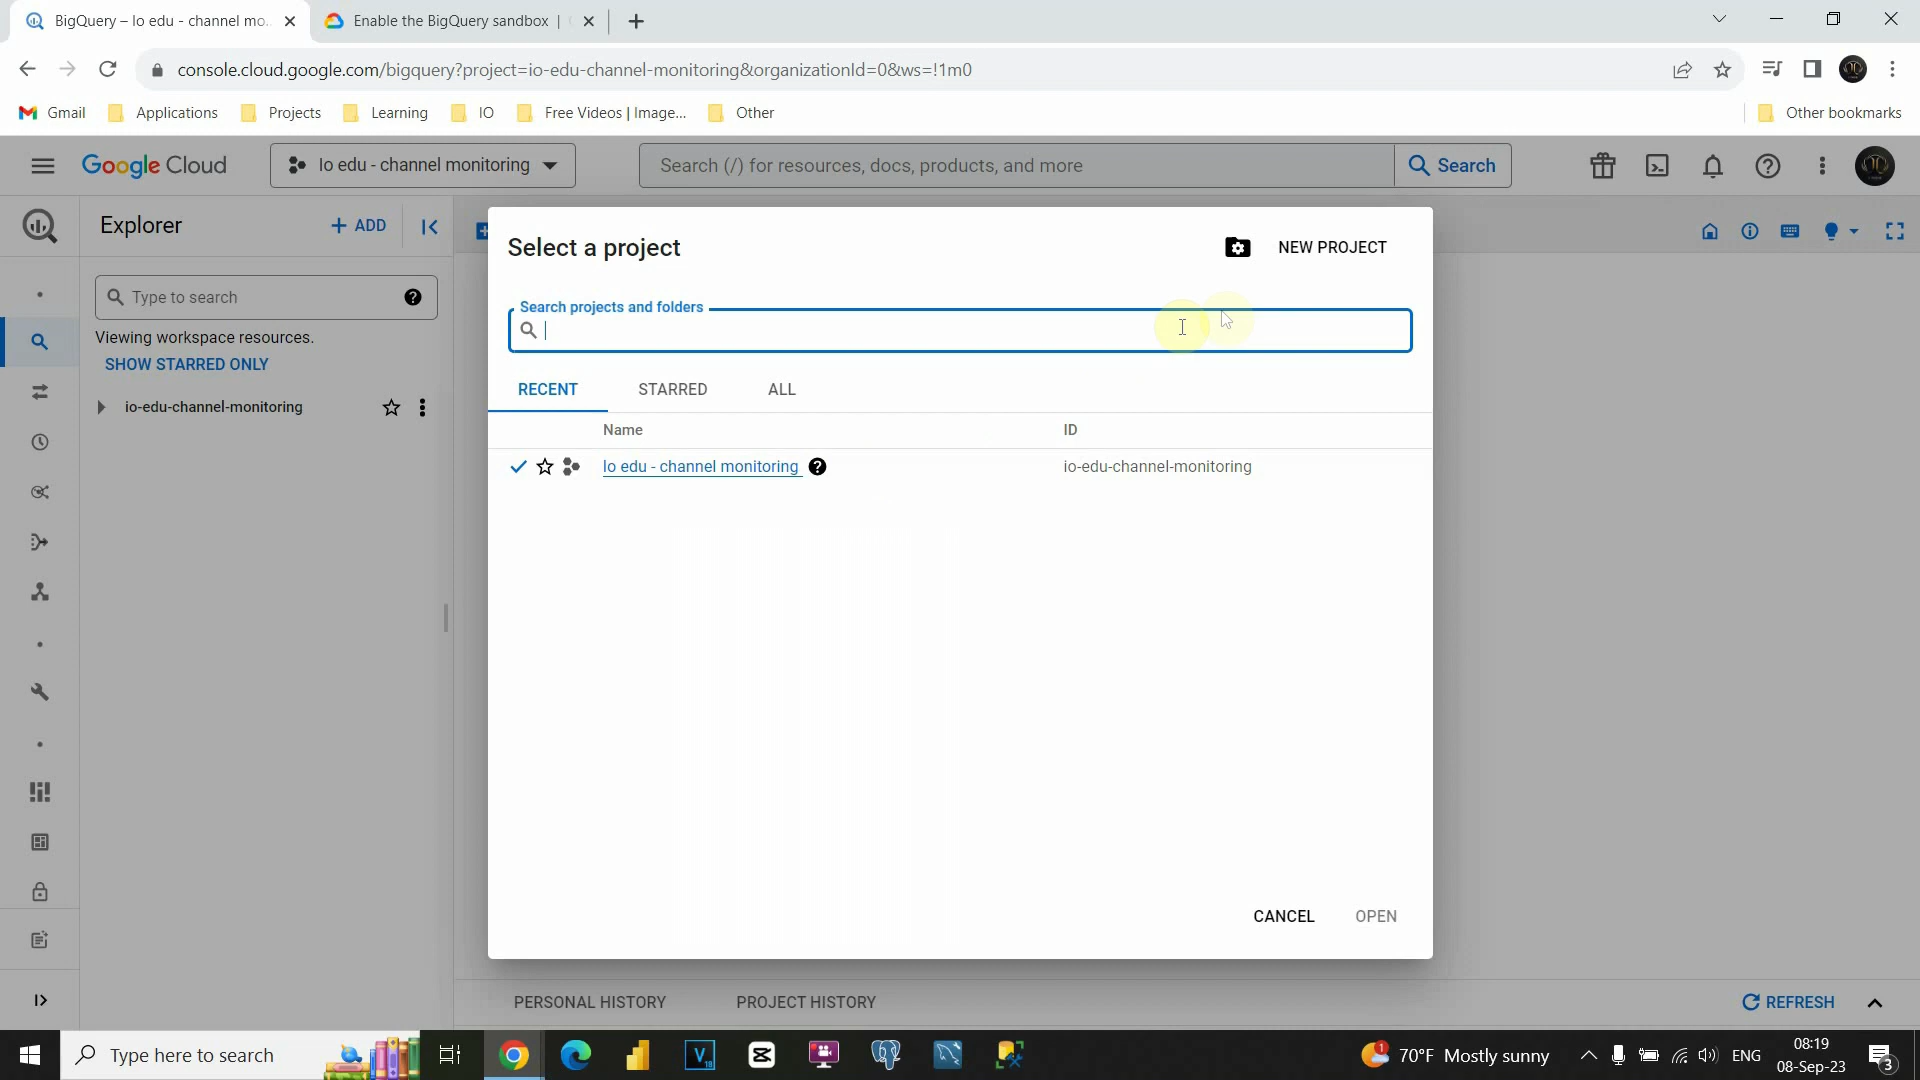 BigQuery – Io edu - channel mo..
Enable the BigQuery sandbox |
console.cloud.google.com/bigquery?project=io-edu-channel-monitoring&organizationId=0&ws=!1m0
Gmail
Applications
Projects
Learning
IO
Free Videos | Image...
Other
Other bookmarks
Google Cloud
Io edu - channel monitoring
Search (/) for resources, docs, products, and more
Search
Explorer
+ ADD
Type to search
Viewing workspace resources.
SHOW STARRED ONLY
io-edu-channel-monitoring
Select a project
NEW PROJECT
Search projects and folders
RECENT
STARRED
ALL
Name
ID
Io edu - channel monitoring
io-edu-channel-monitoring
CANCEL
OPEN
PERSONAL HISTORY
PROJECT HISTORY
REFRESH
Type here to search
V
18
1
70°F Mostly sunny
ENG
08:19
08-Sep-23
3